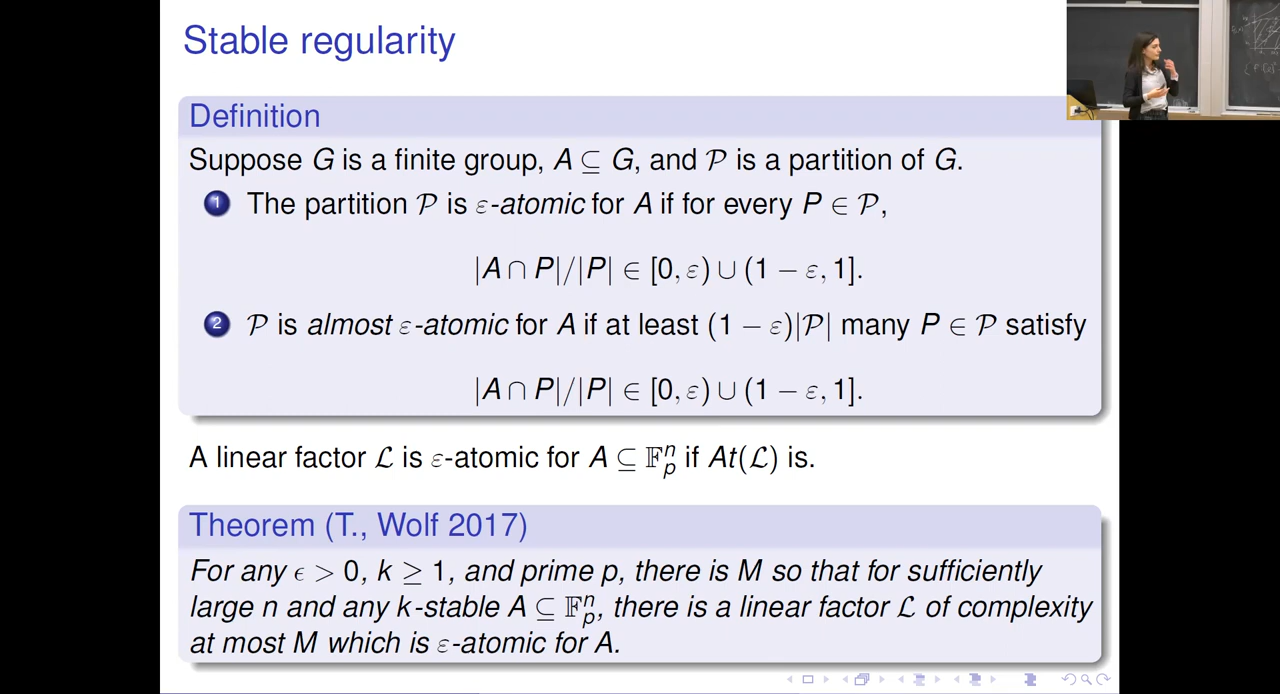 Stable regularity
Definition
Suppose G is a finite group, A ⊆ G, and 𝒫 is a partition of G.
1 The partition 𝒫 is ε-atomic for A if for every P ∈ 𝒫,
|A ∩ P|/|P| ∈ [0, ε) ∪ (1 − ε, 1].
2 𝒫 is almost ε-atomic for A if at least (1 − ε)|𝒫| many P ∈ 𝒫 satisfy
|A ∩ P|/|P| ∈ [0, ε) ∪ (1 − ε, 1].
A linear factor ℒ is ε-atomic for A ⊆ 𝔽ₚⁿ if At(ℒ) is.
Theorem (T., Wolf 2017)
For any ϵ > 0, k ≥ 1, and prime p, there is M so that for sufficiently
large n and any k-stable A ⊆ 𝔽ₚⁿ, there is a linear factor ℒ of complexity
at most M which is ε-atomic for A.